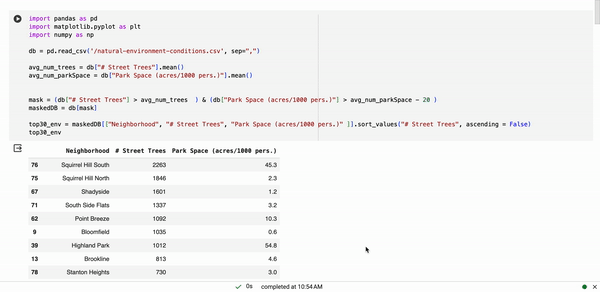 import pandas as pd
import matplotlib.pyplot as plt
import numpy as np
db = pd.read_csv('/natural-environment-conditions.csv', sep=",")
avg_num_trees = db["# Street Trees"].mean()
avg_num_parkSpace = db["Park Space (acres/1000 pers.)"].mean()
mask = (db["# Street Trees"] > avg_num_trees  ) & (db["Park Space (acres/1000 pers.)"] > avg_num_parkSpace - 20 )
maskedDB = db[mask]
top30_env = maskedDB[["Neighborhood", "# Street Trees", "Park Space (acres/1000 pers.)" ]].sort_values("# Street Trees", ascending = False)
top30_env
Neighborhood # Street Trees Park Space (acres/1000 pers.)
76 Squirrel Hill South 2263 45.3
75 Squirrel Hill North 1846 2.3
67 Shadyside 1601 1.2
71 South Side Flats 1337 3.2
62 Point Breeze 1092 10.3
9 Bloomfield 1035 0.6
39 Highland Park 1012 54.8
13 Brookline 813 4.6
78 Stanton Heights 730 3.0
0s completed at 10:54 AM